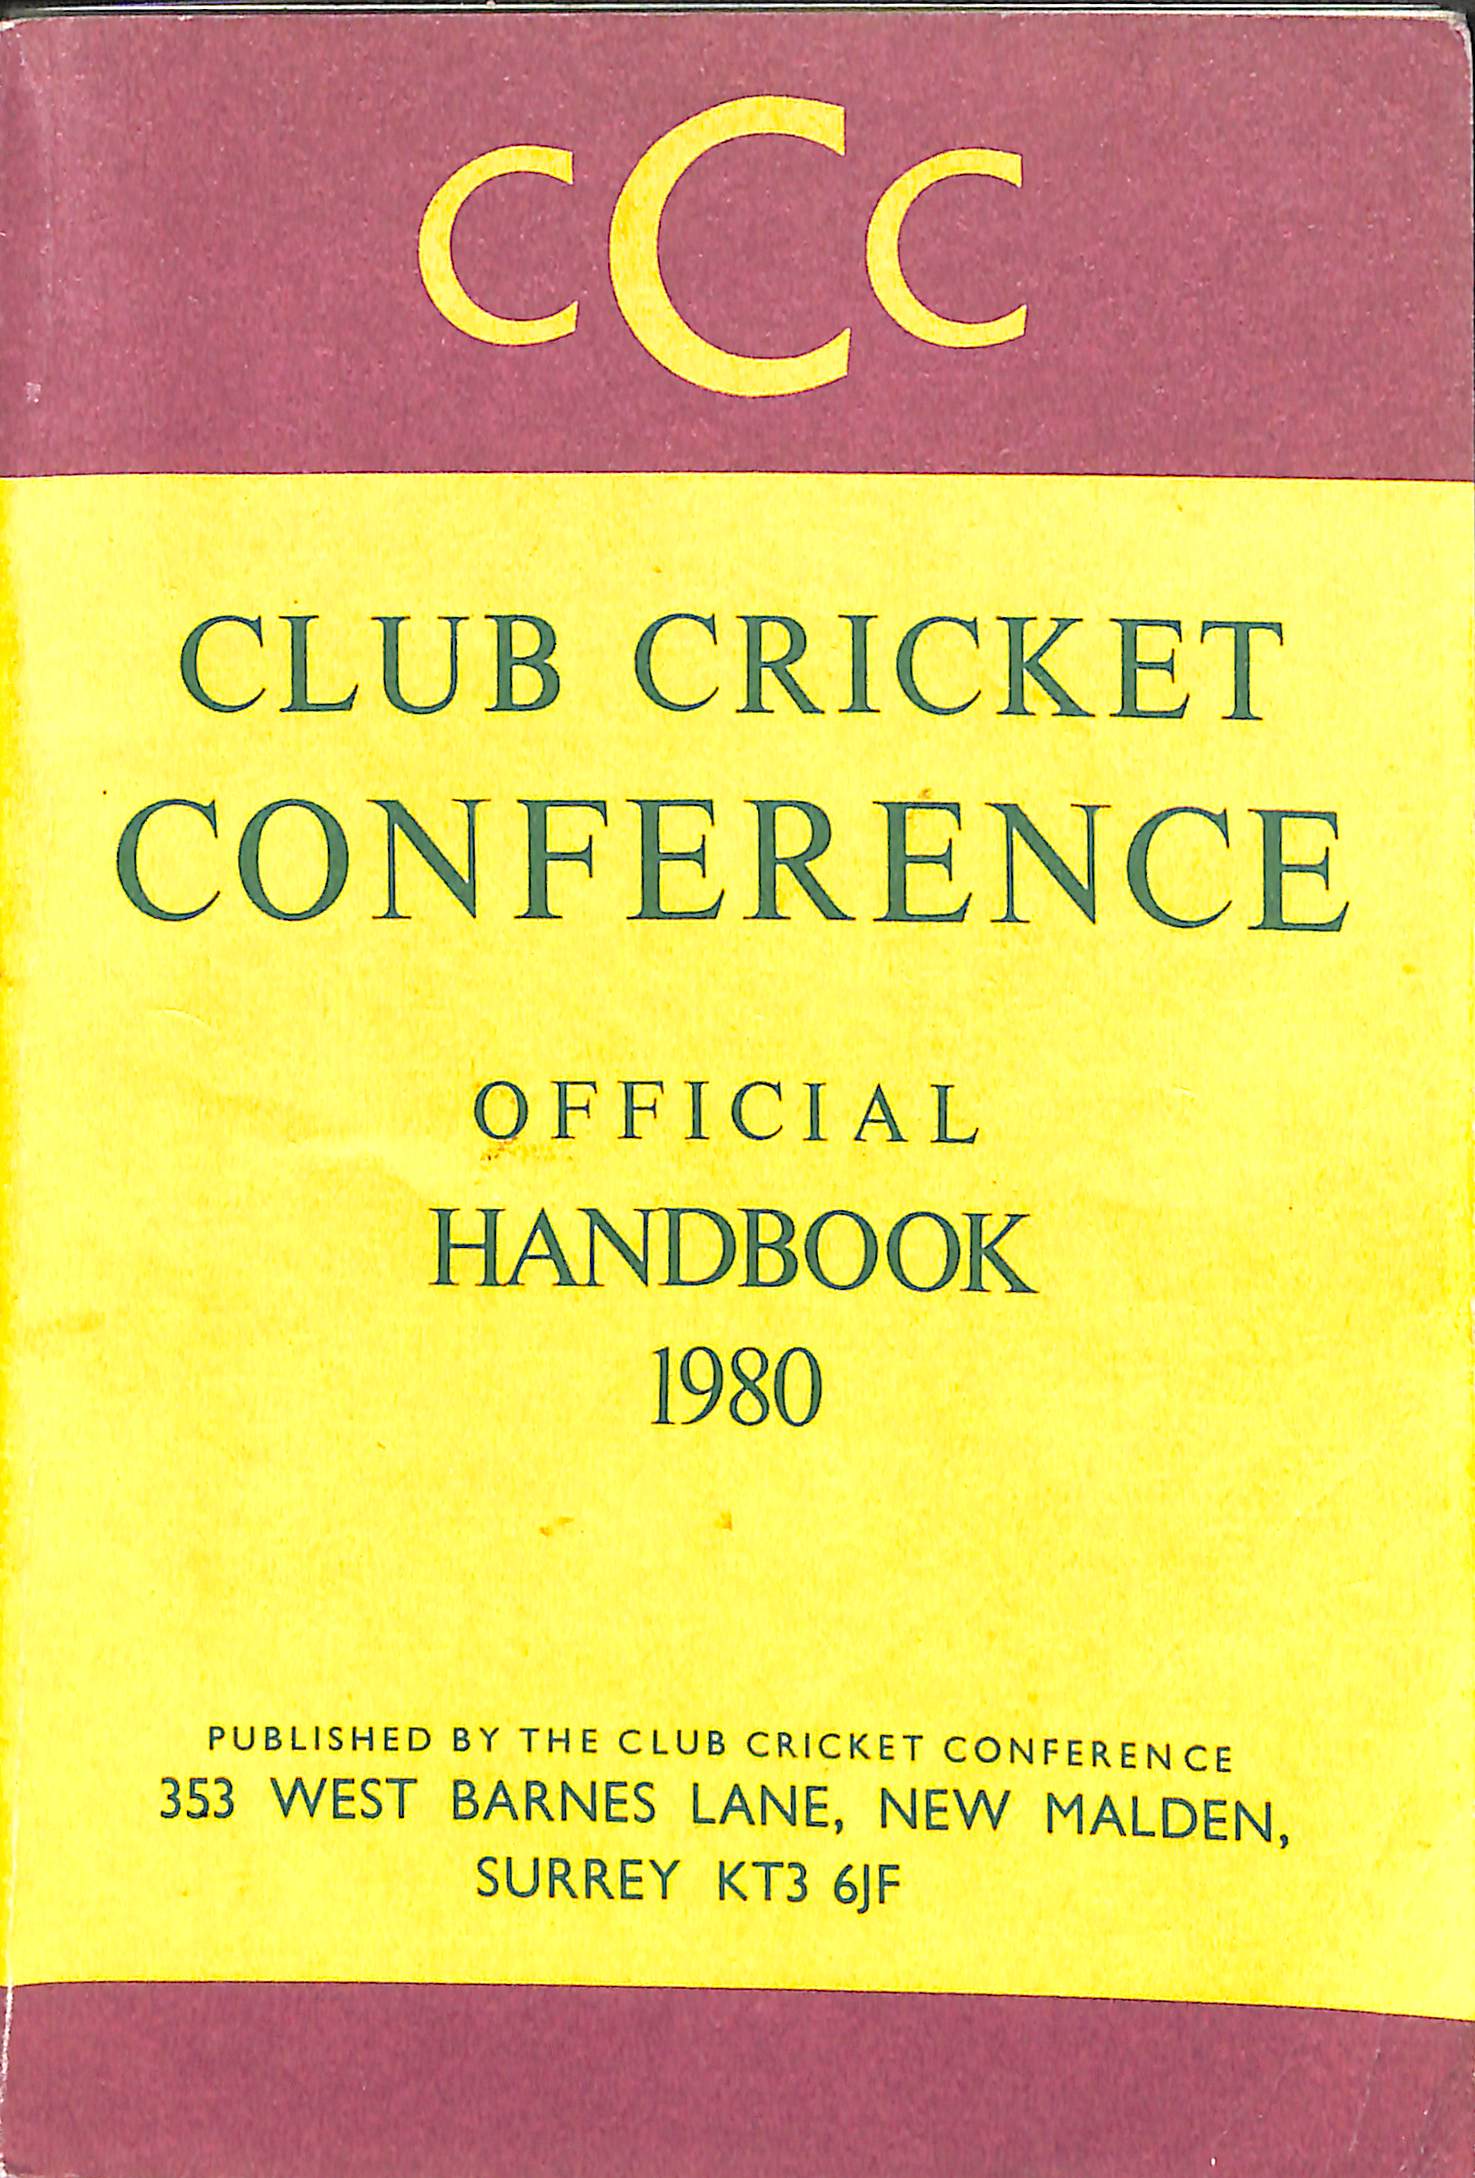 CCC
CLUB CRICKET
CONFERENCE
OFFICIAL
HANDBOOK
1980
PUBLISHED BY THE CLUB CRICKET CONFERENCE
353 WEST BARNES LANE, NEW MALDEN,
SURREY KT3 6JF